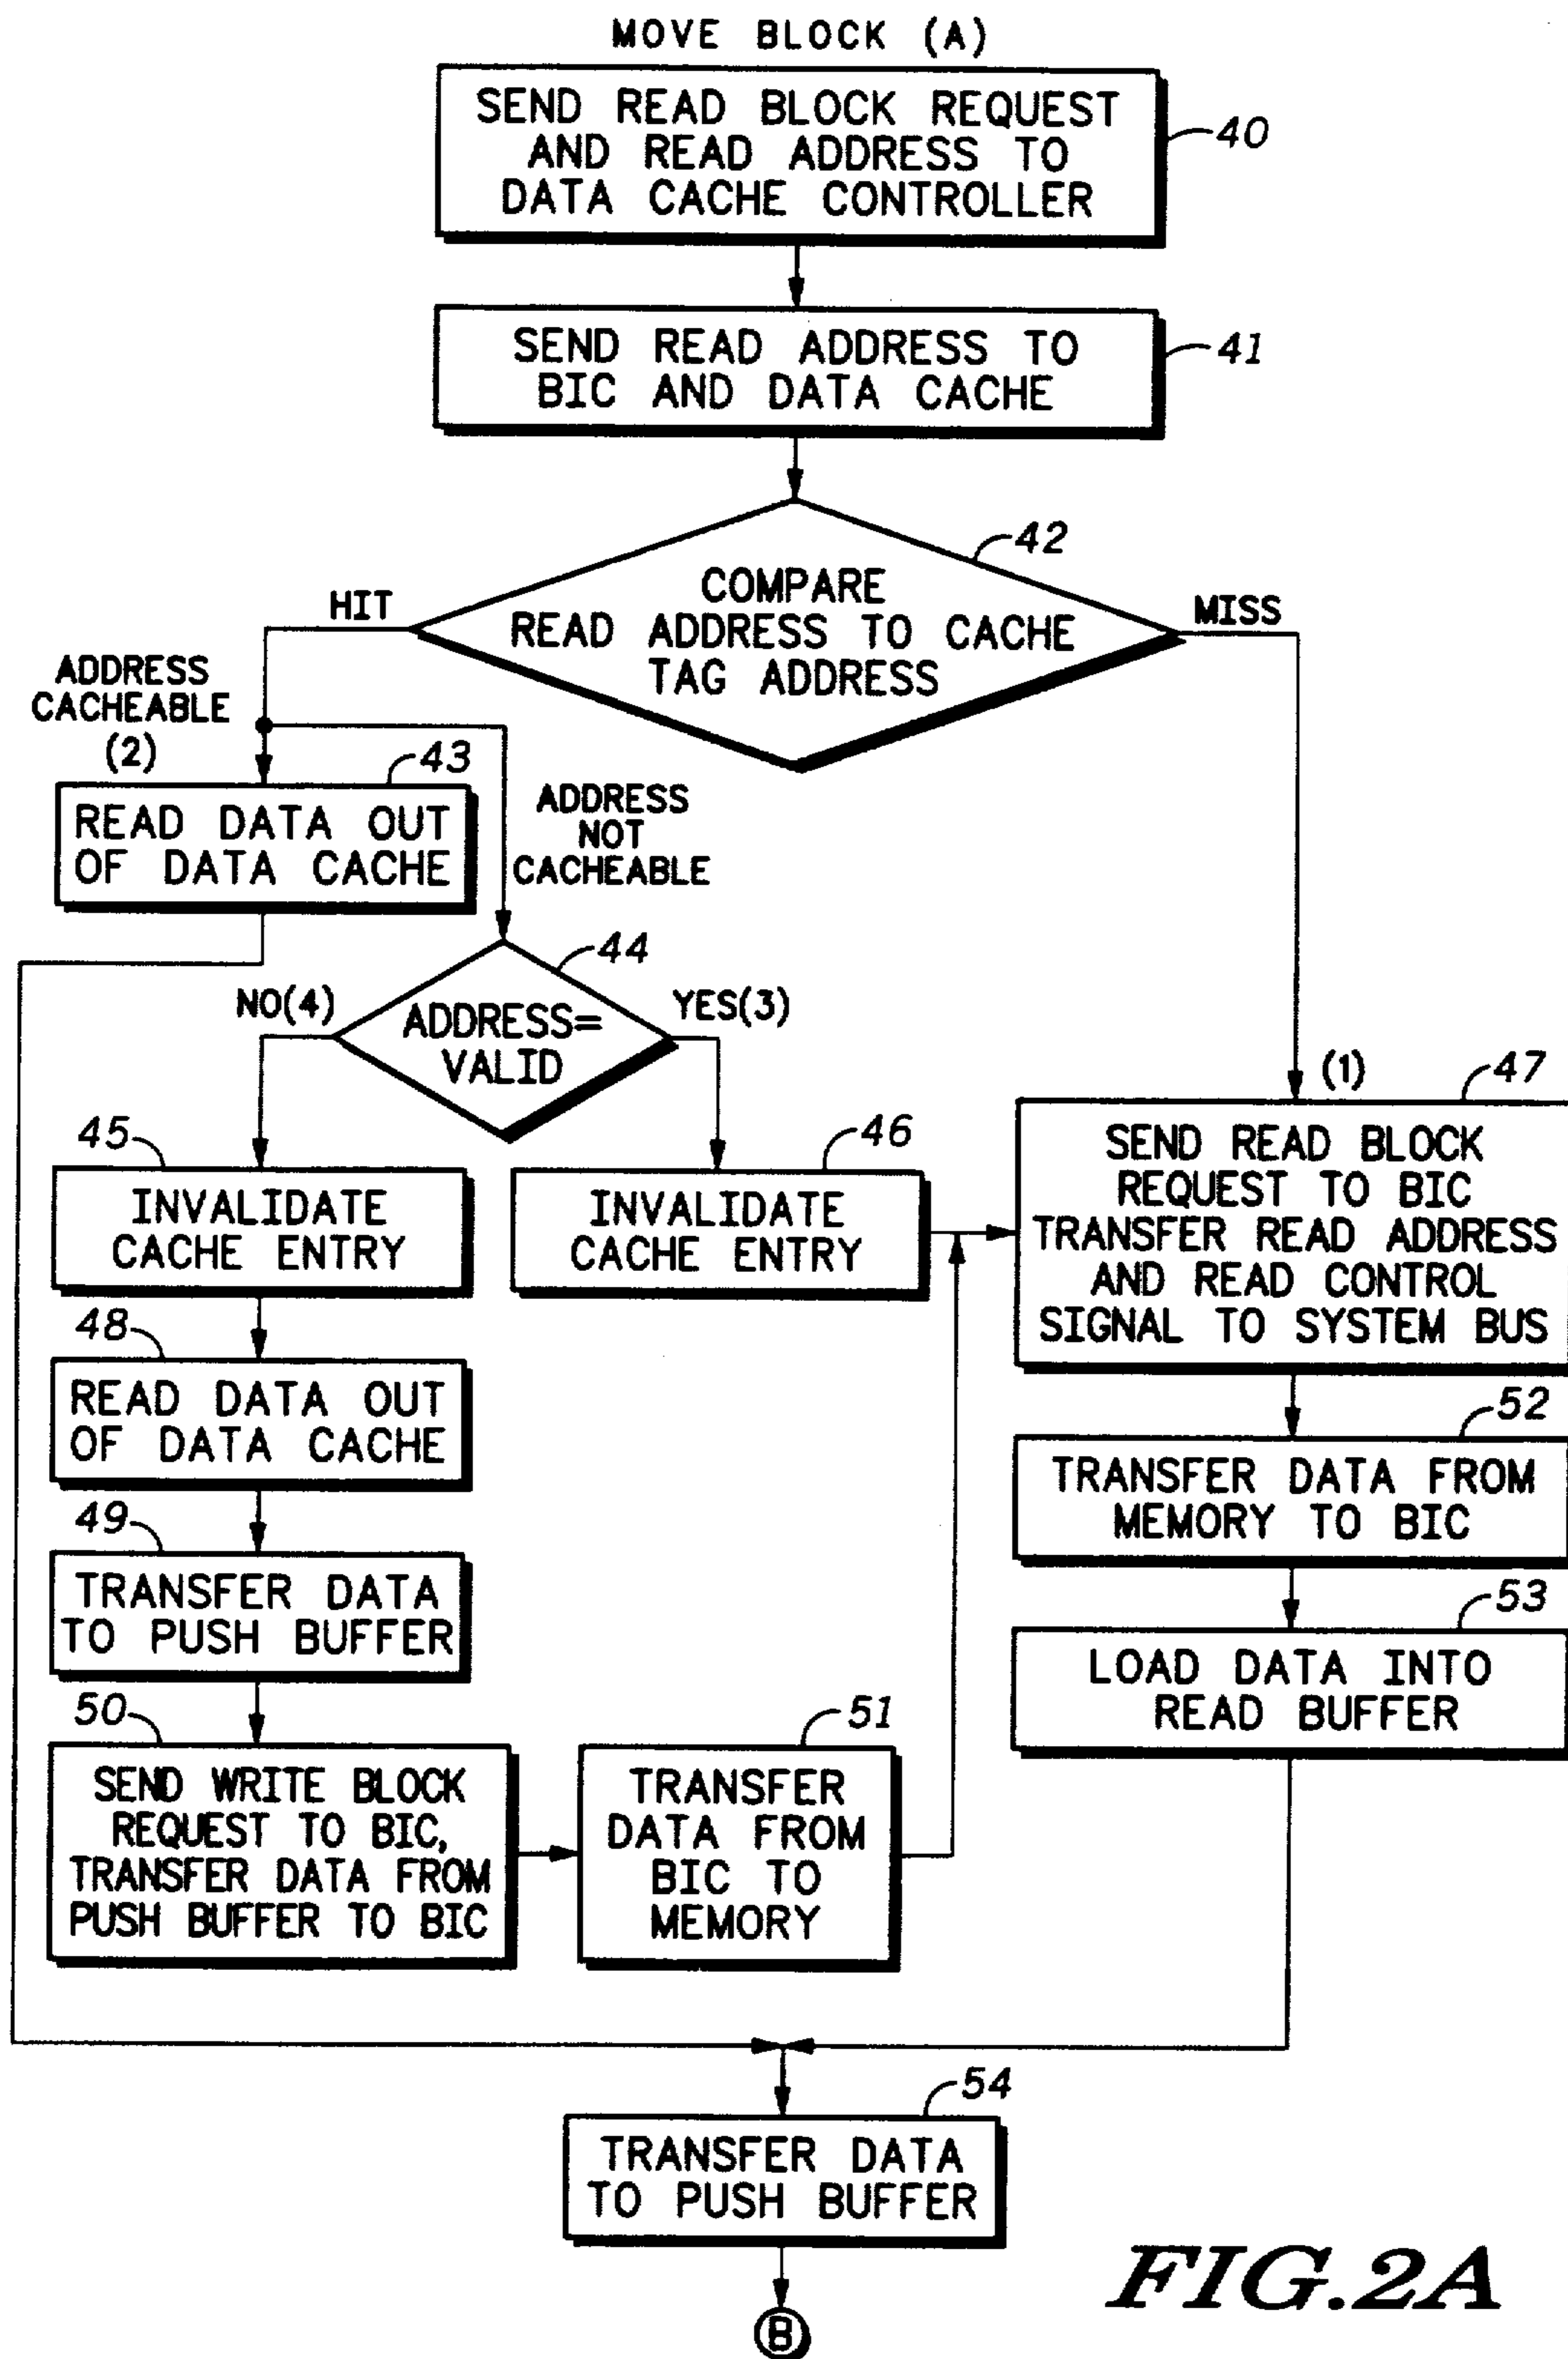 MOVE BLOCK (A)
SEND READ BLOCK REQUEST
AND READ ADDRESS TO
DATA CACHE CONTROLLER
40
SEND READ ADDRESS TO
BIC AND DATA CACHE
41
42
COMPARE
READ ADDRESS TO CACHE
TAG ADDRESS
HIT
MISS
ADDRESS
CACHEABLE
(2)
43
READ DATA OUT
OF DATA CACHE
ADDRESS
NOT
CACHEABLE
44
NO(4)
YES(3)
ADDRESS=
VALID
45
INVALIDATE
CACHE ENTRY
46
INVALIDATE
CACHE ENTRY
(1)
47
SEND READ BLOCK
REQUEST TO BIC
TRANSFER READ ADDRESS
AND READ CONTROL
SIGNAL TO SYSTEM BUS
48
READ DATA OUT
OF DATA CACHE
52
TRANSFER DATA FROM
MEMORY TO BIC
49
TRANSFER DATA
TO PUSH BUFFER
53
LOAD DATA INTO
READ BUFFER
50
SEND WRITE BLOCK
REQUEST TO BIC,
TRANSFER DATA FROM
PUSH BUFFER TO BIC
51
TRANSFER
DATA FROM
BIC TO
MEMORY
54
TRANSFER DATA
TO PUSH BUFFER
B
FIG.2A